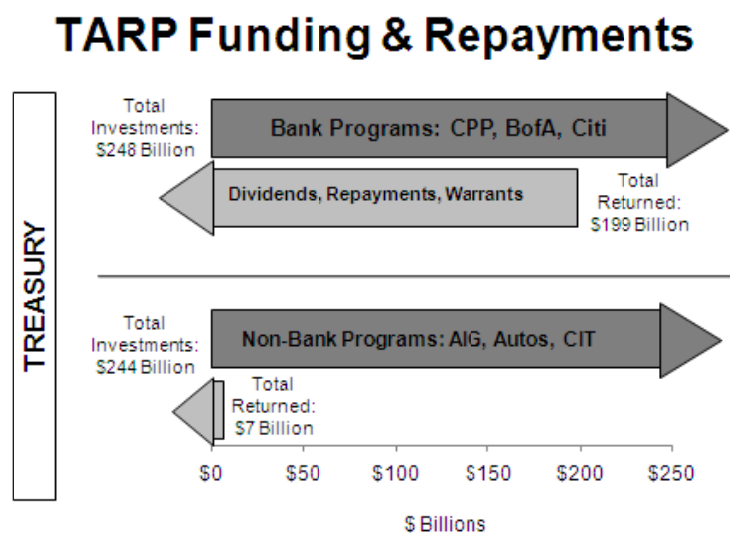 TARP Funding & Repayments
TREASURY
Total
Investments:
$248 Billion
Bank Programs: CPP, BofA, Citi
Dividends, Repayments, Warrants
Total
Returned:
$199 Billion
Total
Investments:
$244 Billion
Non-Bank Programs: AIG, Autos, CIT
Total
Returned:
$7 Billion
$0 $50 $100 $150 $200 $250
$ Billions